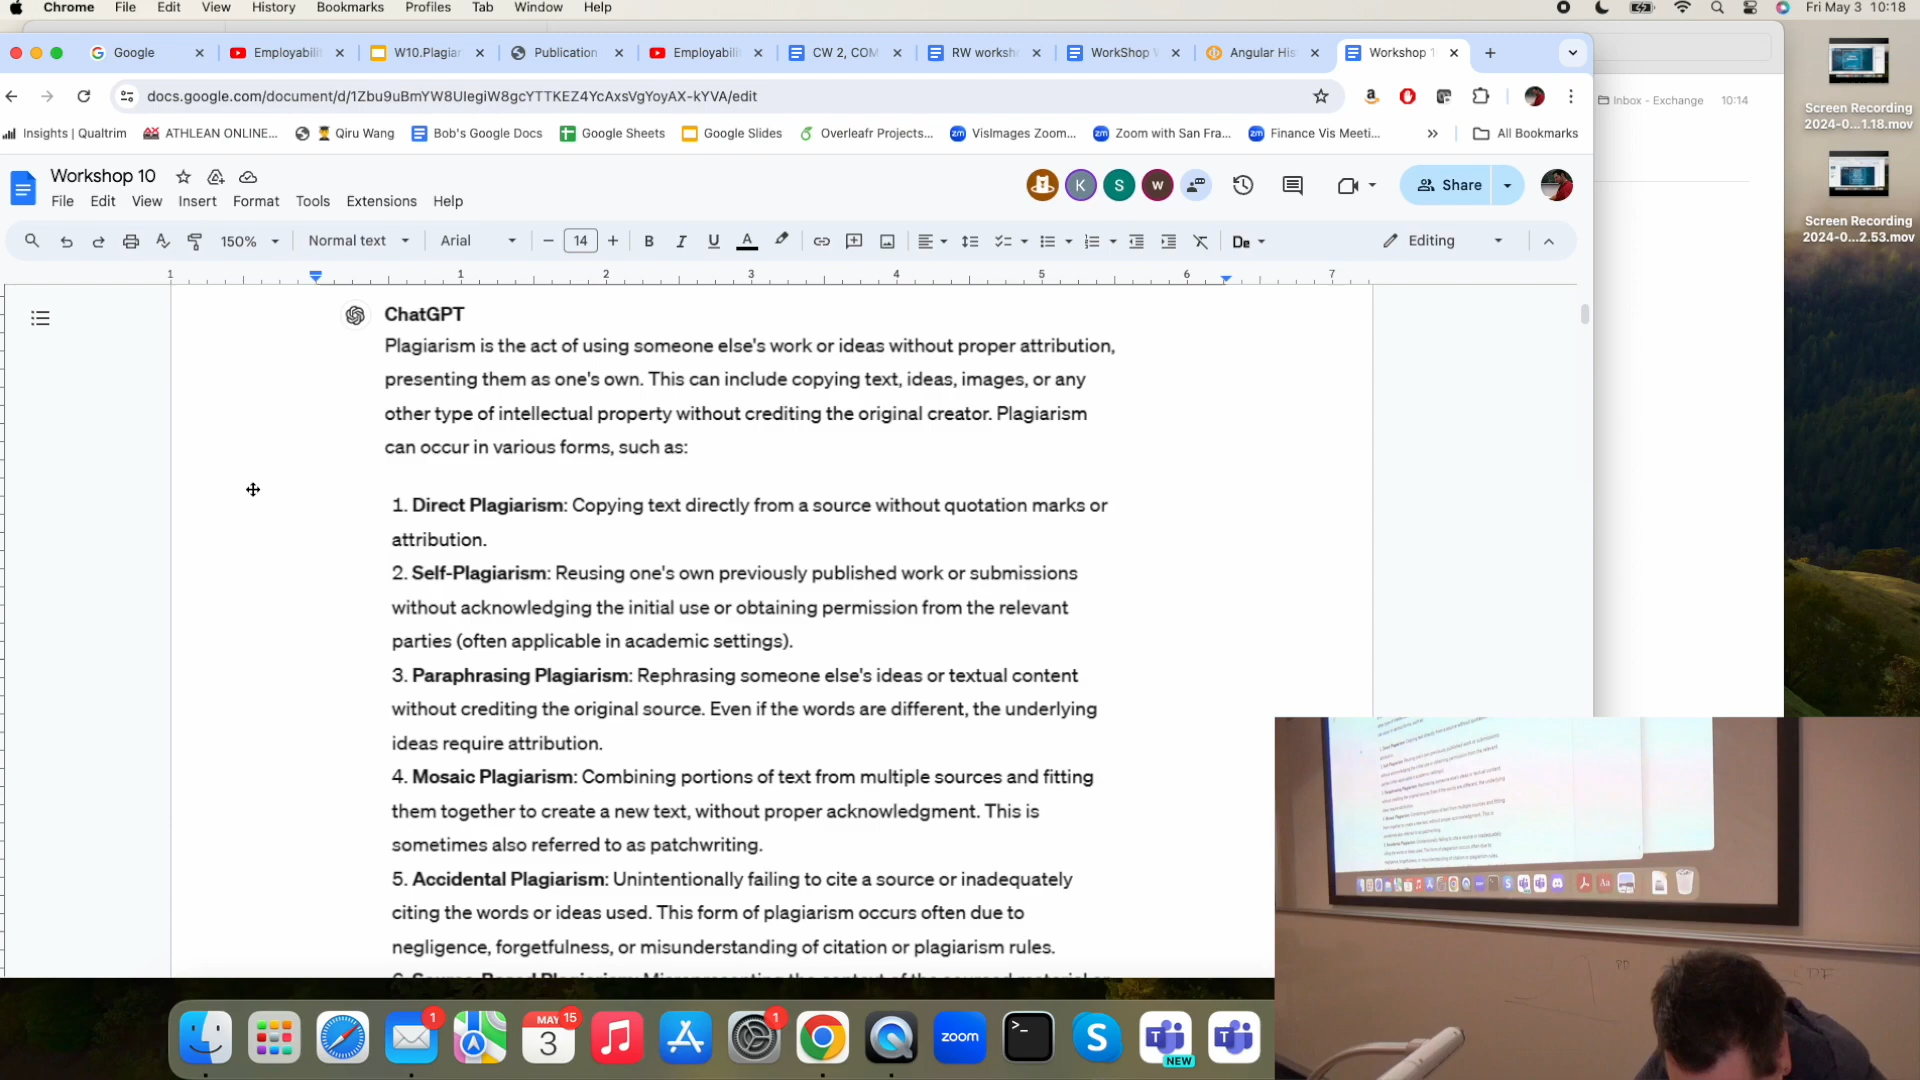 Chrome File Edit View History Bookmarks Profiles Tab Window Help Fri May 3 10:18
Google Employabili W10.Plagiar Publication Employabili CW 2, COM RW worksh WorkShop Angular His Workshop 1
docs.google.com/document/d/1Zbu9uBmYW8UIegiW8gcYTTKEZ4YcAxsVgYoyAX-kYVA/edit
Inbox - Exchange 10:14
Screen Recording
2024-0...1.18.mov
Insights | Qualtrim ATHLEAN ONLINE... Qiru Wang Bob's Google Docs Google Sheets Google Slides Overleafr Projects... VisImages Zoom... Zoom with San Fra... Finance Vis Meeti... All Bookmarks
Workshop 10
K S w Share
File Edit View Insert Format Tools Extensions Help
Screen Recording
2024-0...2.53.mov
150% Normal text Arial 14 B I U A De Editing
1 1 2 3 4 5 6 7
ChatGPT
Plagiarism is the act of using someone else's work or ideas without proper attribution,
presenting them as one's own. This can include copying text, ideas, images, or any
other type of intellectual property without crediting the original creator. Plagiarism
can occur in various forms, such as:
1. Direct Plagiarism: Copying text directly from a source without quotation marks or
attribution.
2. Self-Plagiarism: Reusing one's own previously published work or submissions
without acknowledging the initial use or obtaining permission from the relevant
parties (often applicable in academic settings).
3. Paraphrasing Plagiarism: Rephrasing someone else's ideas or textual content
without crediting the original source. Even if the words are different, the underlying
ideas require attribution.
4. Mosaic Plagiarism: Combining portions of text from multiple sources and fitting
them together to create a new text, without proper acknowledgment. This is
sometimes also referred to as patchwriting.
5. Accidental Plagiarism: Unintentionally failing to cite a source or inadequately
citing the words or ideas used. This form of plagiarism occurs often due to
negligence, forgetfulness, or misunderstanding of citation or plagiarism rules.
1 MAY 15 3 1 zoom NEW